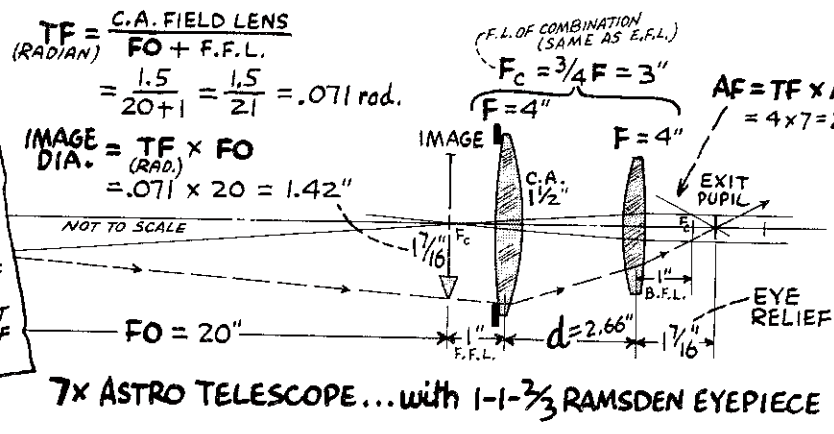 TF = C.A. FIELD LENS / FO + F.F.L.
(RADIAN)
= 1.5 / 20+1 = 1.5 / 21 = .071 rad.
IMAGE DIA. = TF × FO
(RAD.)
= .071 × 20 = 1.42"
F.L. OF COMBINATION
(SAME AS E.F.L.)
Fc = 3/4 F = 3"
F = 4"
F = 4"
AF = TF ×
= 4 × 7 =
IMAGE
C.A.
1 1/2"
EXIT
PUPIL
NOT TO SCALE
Fc
Fc
1 7/16"
1"
B.F.L.
EYE
RELIEF
FO = 20"
1"
F.F.L.
d = 2.66"
1 7/16"
7× ASTRO TELESCOPE...with 1-1-2/3 RAMSDEN EYEPIECE